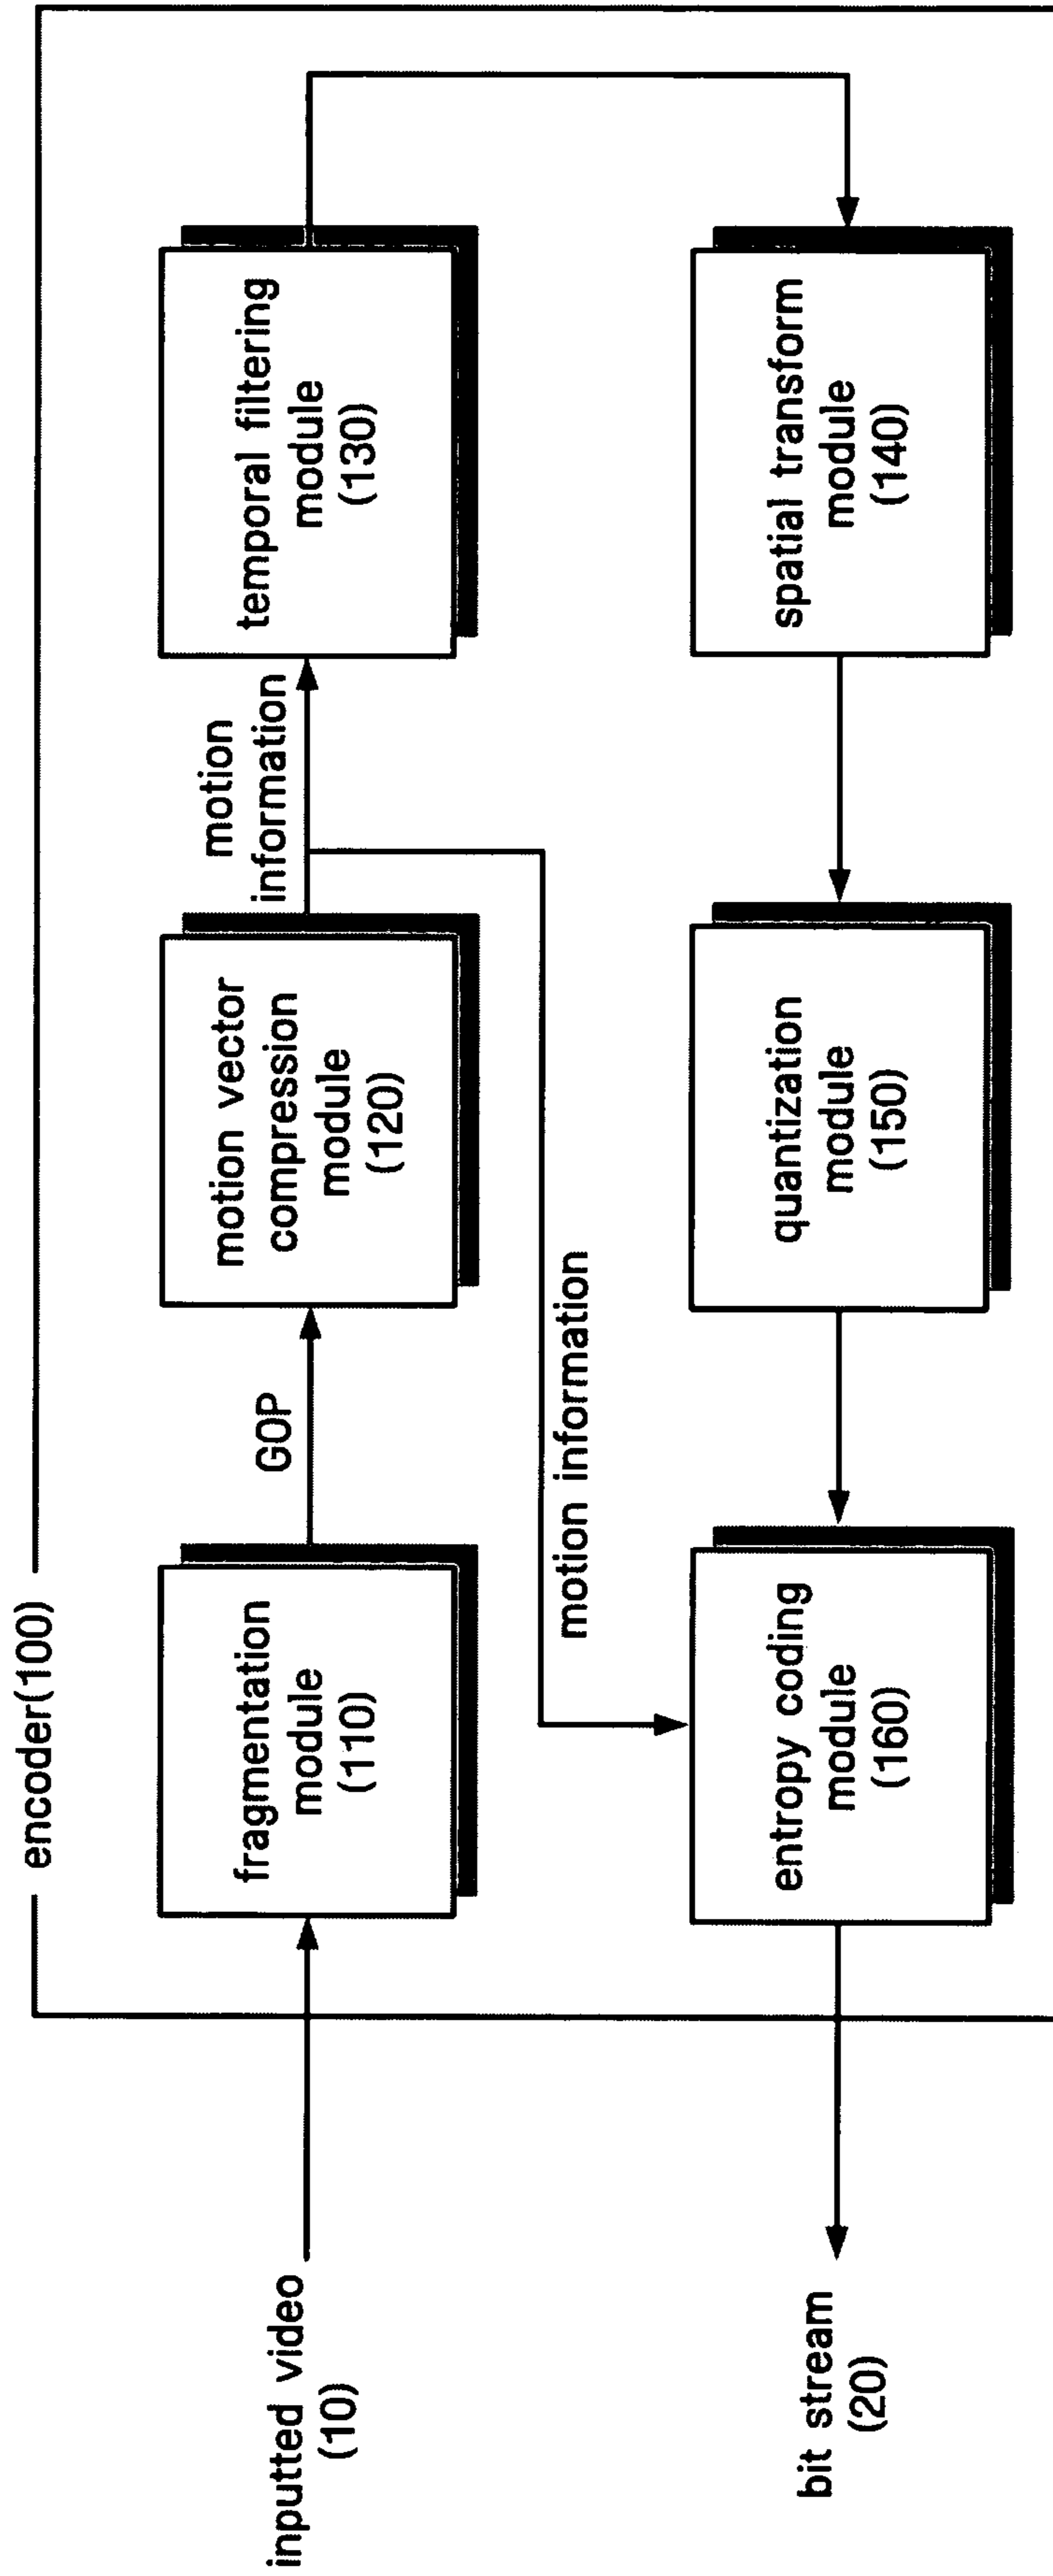 encoder(100)
inputted video
(10)
fragmentation
module
(110)
GOP
motion vector
compression
module
(120)
motion
information
temporal filtering
module
(130)
motion information
bit stream
(20)
entropy coding
module
(160)
quantization
module
(150)
spatial transform
module
(140)